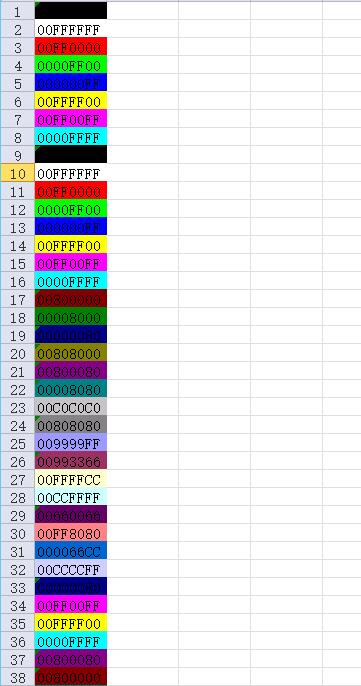 1
2 00FFFFFF
3 00FF0000
4 0000FF00
5 000000FF
6 00FFFF00
7 00FF00FF
8 0000FFFF
9
10 00FFFFFF
11 00FF0000
12 0000FF00
13 000000FF
14 00FFFF00
15 00FF00FF
16 0000FFFF
17 00800000
18 00008000
19 00000080
20 00808000
21 00800080
22 00008080
23 00C0C0C0
24 00808080
25 009999FF
26 00993366
27 00FFFFCC
28 00CCFFFF
29 00660066
30 00FF8080
31 000066CC
32 00CCCCFF
33 00000080
34 00FF00FF
35 00FFFF00
36 0000FFFF
37 00800080
38 00800000